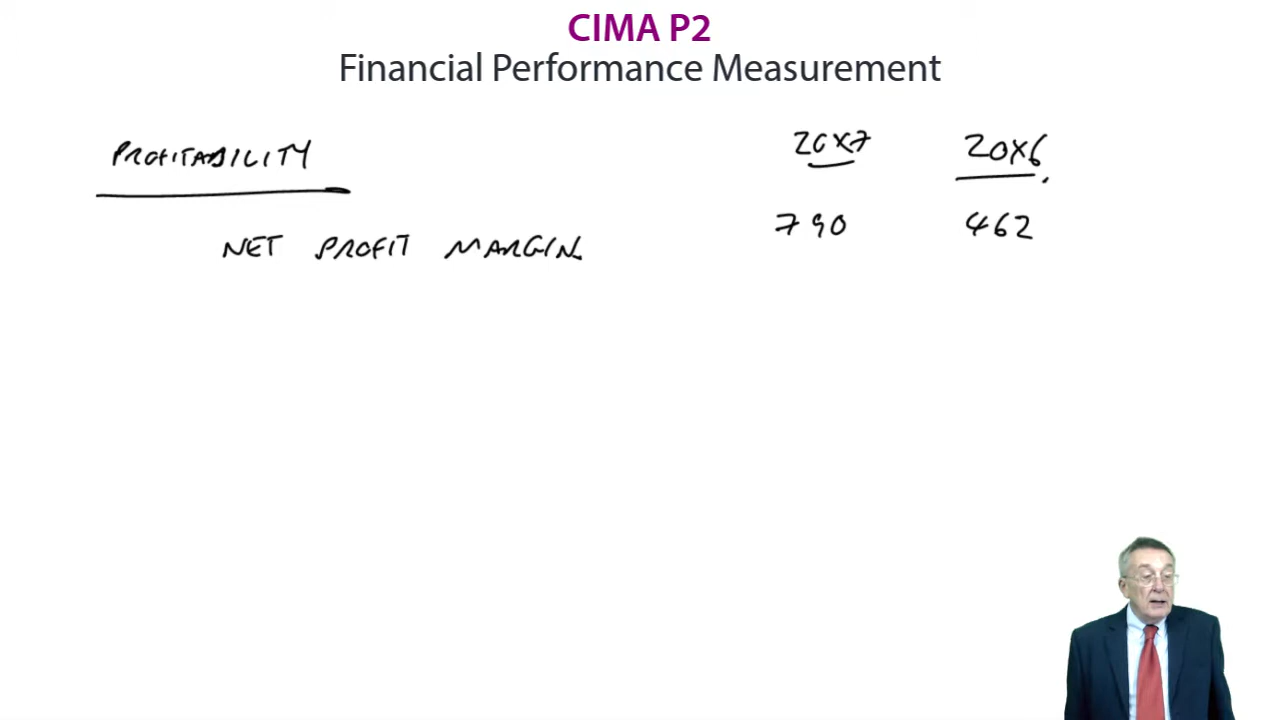 CIMA P2
Financial Performance Measurement
PROFITABILITY 20X7 20X6
NET PROFIT MARGIN 790 462